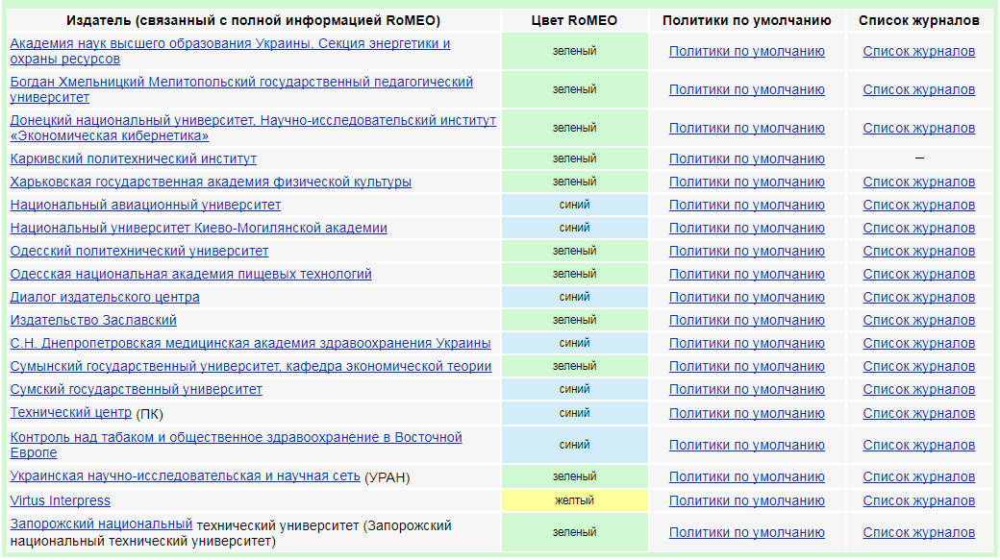 Издатель (связанный с полной информацией RoMEO) Цвет RoMEO Политики по умолчанию Список журналов
Академия наук высшего образования Украины, Секция энергетики и
охраны ресурсов зеленый Политики по умолчанию Список журналов
Богдан Хмельницкий Мелитопольский государственный педагогический
университет зеленый Политики по умолчанию Список журналов
Донецкий национальный университет, Научно-исследовательский институт
«Экономическая кибернетика» зеленый Политики по умолчанию Список журналов
Каркивский политехнический институт зеленый Политики по умолчанию –
Харьковская государственная академия физической культуры зеленый Политики по умолчанию Список журналов
Национальный авиационный университет синий Политики по умолчанию Список журналов
Национальный университет Киево-Могилянской академии синий Политики по умолчанию Список журналов
Одесский политехнический университет зеленый Политики по умолчанию Список журналов
Одесская национальная академия пищевых технологий зеленый Политики по умолчанию Список журналов
Диалог издательского центра синий Политики по умолчанию Список журналов
Издательство Заславский зеленый Политики по умолчанию Список журналов
С.Н. Днепропетровская медицинская академия здравоохранения Украины синий Политики по умолчанию Список журналов
Сумынский государственный университет, кафедра экономической теории зеленый Политики по умолчанию Список журналов
Сумский государственный университет синий Политики по умолчанию Список журналов
Технический центр (ПК) синий Политики по умолчанию Список журналов
Контроль над табаком и общественное здравоохранение в Восточной
Европе синий Политики по умолчанию Список журналов
Украинская научно-исследовательская и научная сеть (УРАН) зеленый Политики по умолчанию Список журналов
Virtus Interpress желтый Политики по умолчанию Список журналов
Запорожский национальный технический университет (Запорожский
национальный технический университет) зеленый Политики по умолчанию Список журналов